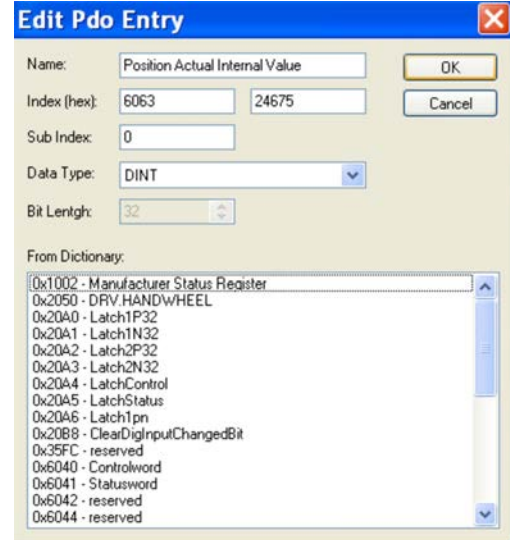 Edit Pdo Entry
Name: Position Actual Internal Value OK
Index (hex): 6063 24675 Cancel
Sub Index: 0
Data Type: DINT
Bit Lentgh: 32
From Dictionary:
0x1002 - Manufacturer Status Register
0x2050 - DRV.HANDWHEEL
0x20A0 - Latch1P32
0x20A1 - Latch1N32
0x20A2 - Latch2P32
0x20A3 - Latch2N32
0x20A4 - LatchControl
0x20A5 - LatchStatus
0x20A6 - Latch1pn
0x20B8 - ClearDigInputChangedBit
0x35FC - reserved
0x6040 - Controlword
0x6041 - Statusword
0x6042 - reserved
0x6044 - reserved